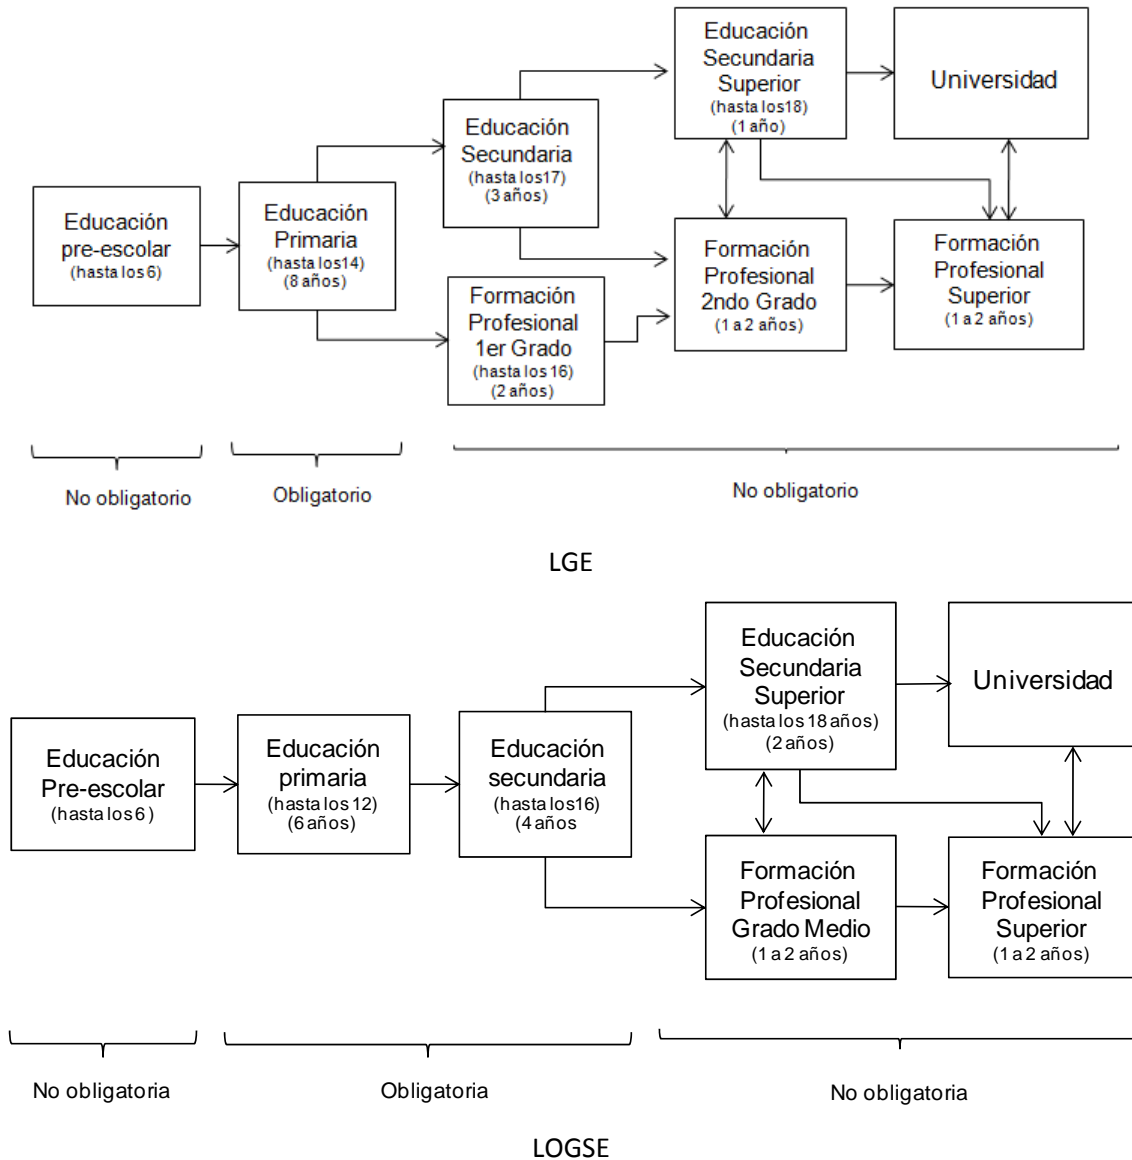 Educación
pre-escolar
(hasta los 6)
Educación
Primaria
(hasta los14)
(8 años)
Educación
Secundaria
(hasta los17)
(3 años)
Formación
Profesional
1er Grado
(hasta los 16)
(2 años)
Educación
Secundaria
Superior
(hasta los18)
(1 año)
Universidad
Formación
Profesional
2ndo Grado
(1 a 2 años)
Formación
Profesional
Superior
(1 a 2 años)
No obligatorio
Obligatorio
No obligatorio
LGE
Educación
Pre-escolar
(hasta los 6 )
Educación
primaria
(hasta los 12)
(6 años)
Educación
secundaria
(hasta los16)
(4 años
Educación
Secundaria
Superior
(hasta los 18 años)
(2 años)
Universidad
Formación
Profesional
Grado Medio
(1 a 2 años)
Formación
Profesional
Superior
(1 a 2 años)
No obligatoria
Obligatoria
No obligatoria
LOGSE